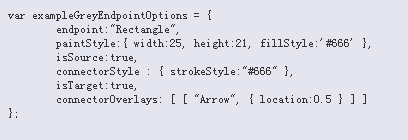 var exampleGreyEndpointOptions = {
endpoint:"Rectangle",
paintStyle:{ width:25, height:21, fillStyle:'#666' },
isSource:true,
connectorStyle : { strokeStyle:"#666" },
isTarget:true,
connectorOverlays: [ [ "Arrow", { location:0.5 } ] ]
};